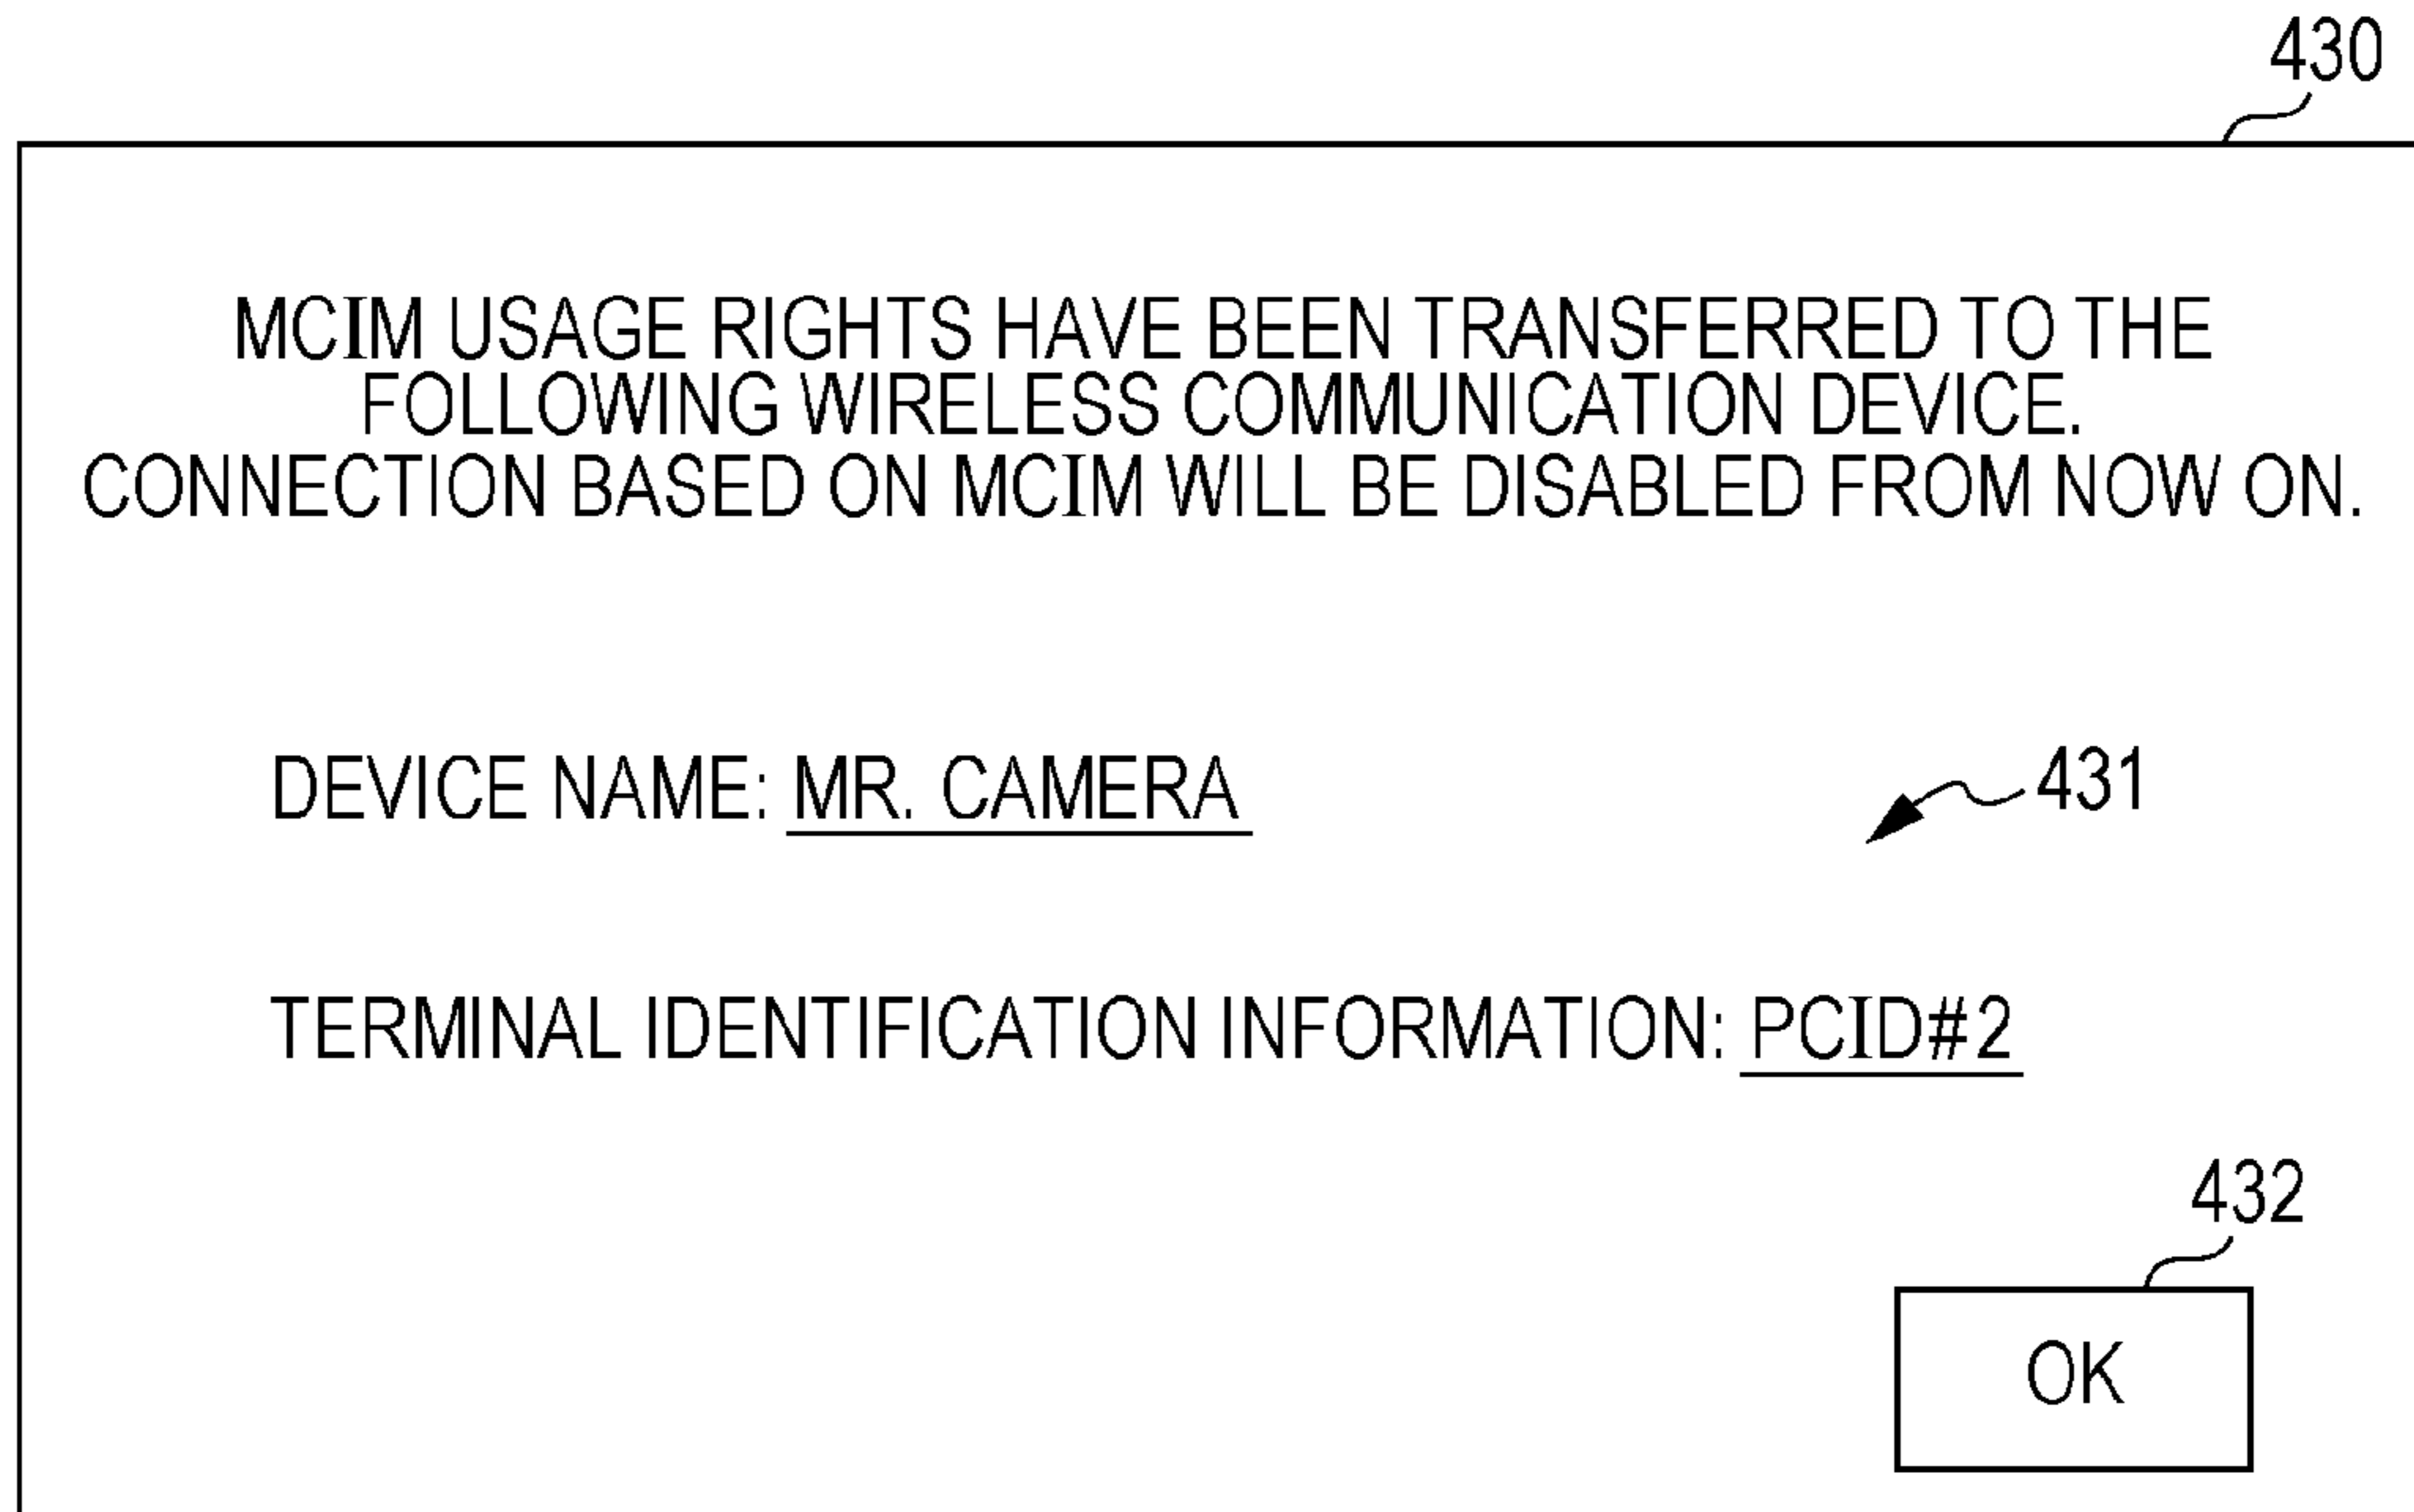 430
MCIM USAGE RIGHTS HAVE BEEN TRANSFERRED TO THE
FOLLOWING WIRELESS COMMUNICATION DEVICE.
CONNECTION BASED ON MCIM WILL BE DISABLED FROM NOW ON.
DEVICE NAME: MR. CAMERA
431
TERMINAL IDENTIFICATION INFORMATION: PCID#2
432
OK